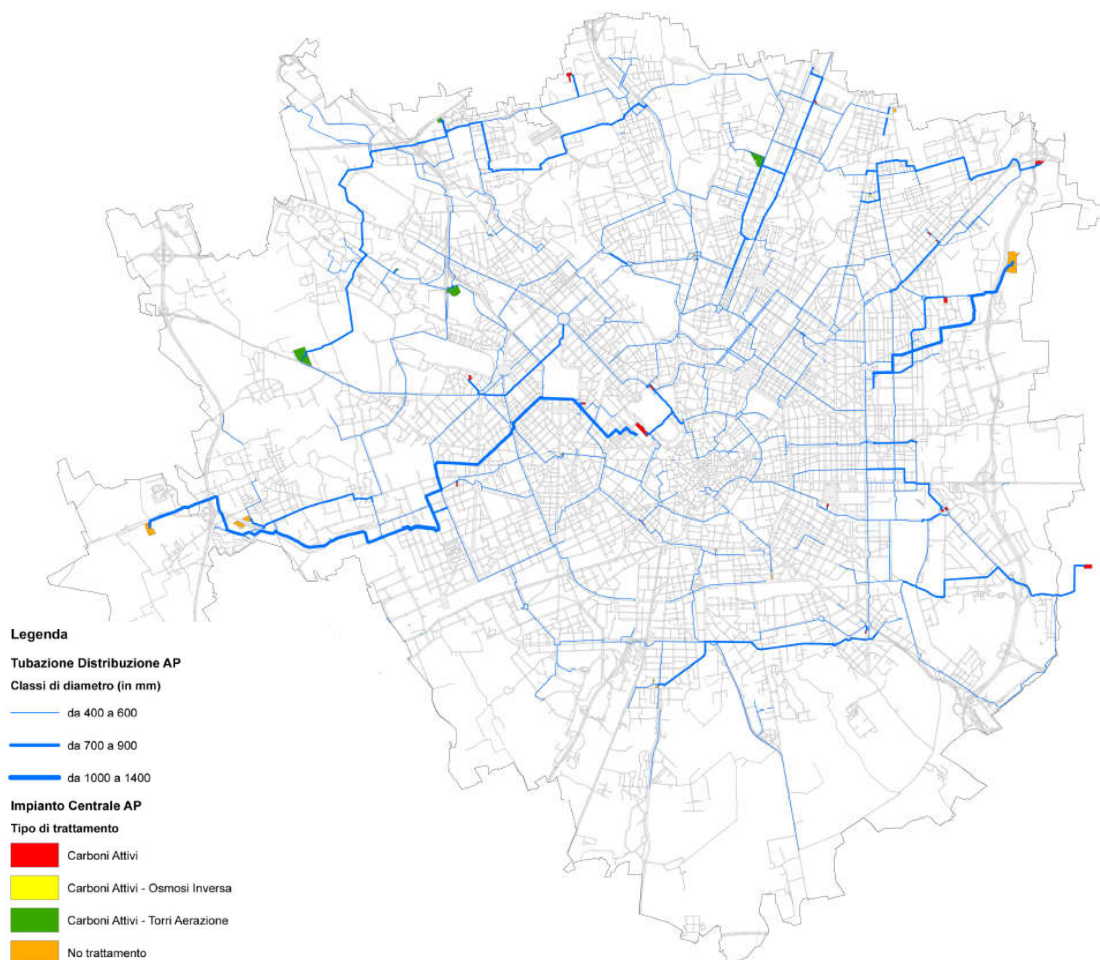 Legenda
Tubazione Distribuzione AP
Classi di diametro (in mm)
da 400 a 600
da 700 a 900
da 1000 a 1400
Impianto Centrale AP
Tipo di trattamento
Carboni Attivi
Carboni Attivi - Osmosi Inversa
Carboni Attivi - Torri Aerazione
No trattamento